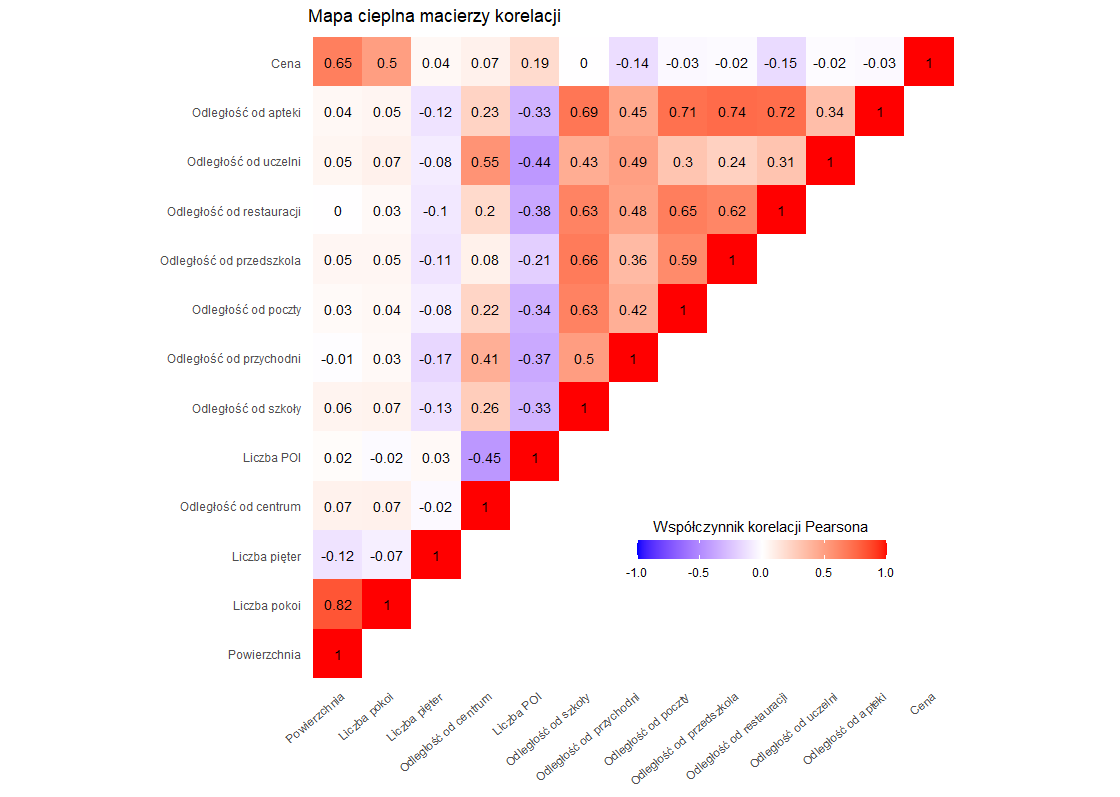 Mapa cieplna macierzy korelacji
Cena 0.65 0.5 0.04 0.07 0.19 0 -0.14 -0.03 -0.02 -0.15 -0.02 -0.03 1
Odległość od apteki 0.04 0.05 -0.12 0.23 -0.33 0.69 0.45 0.71 0.74 0.72 0.34 1
Odległość od uczelni 0.05 0.07 -0.08 0.55 -0.44 0.43 0.49 0.3 0.24 0.31 1
Odległość od restauracji 0 0.03 -0.1 0.2 -0.38 0.63 0.48 0.65 0.62 1
Odległość od przedszkola 0.05 0.05 -0.11 0.08 -0.21 0.66 0.36 0.59 1
Odległość od poczty 0.03 0.04 -0.08 0.22 -0.34 0.63 0.42 1
Odległość od przychodni -0.01 0.03 -0.17 0.41 -0.37 0.5 1
Odległość od szkoły 0.06 0.07 -0.13 0.26 -0.33 1
Liczba POI 0.02 -0.02 0.03 -0.45 1
Odległość od centrum 0.07 0.07 -0.02 1
Liczba pięter -0.12 -0.07 1
Liczba pokoi 0.82 1
Powierzchnia 1
Współczynnik korelacji Pearsona
-1.0 -0.5 0.0 0.5 1.0
Powierzchnia
Liczba pokoi
Liczba pięter
Odległość od centrum
Liczba POI
Odległość od szkoły
Odległość od przychodni
Odległość od poczty
Odległość od przedszkola
Odległość od restauracji
Odległość od uczelni
Odległość od apteki
Cena